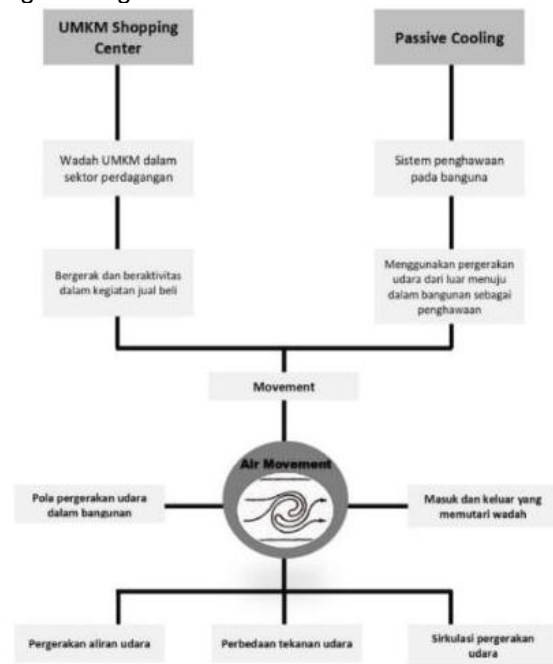 UMKM Shopping
Center
Passive Cooling
Wadah UMKM dalam
sektor perdagangan
Sistem penghawaan
pada banguna
Bergerak dan beraktivitas
dalam kegiatan jual beli
Menggunakan pergerakan
udara dari luar menuju
dalam bangunan sebagai
penghawaan
Movement
Air Movement
Pola pergerakan udara
dalam bangunan
Masuk dan keluar yang
memutari wadah
Pergerakan aliran udara
Perbedaan tekanan udara
Sirkulasi pergerakan
udara